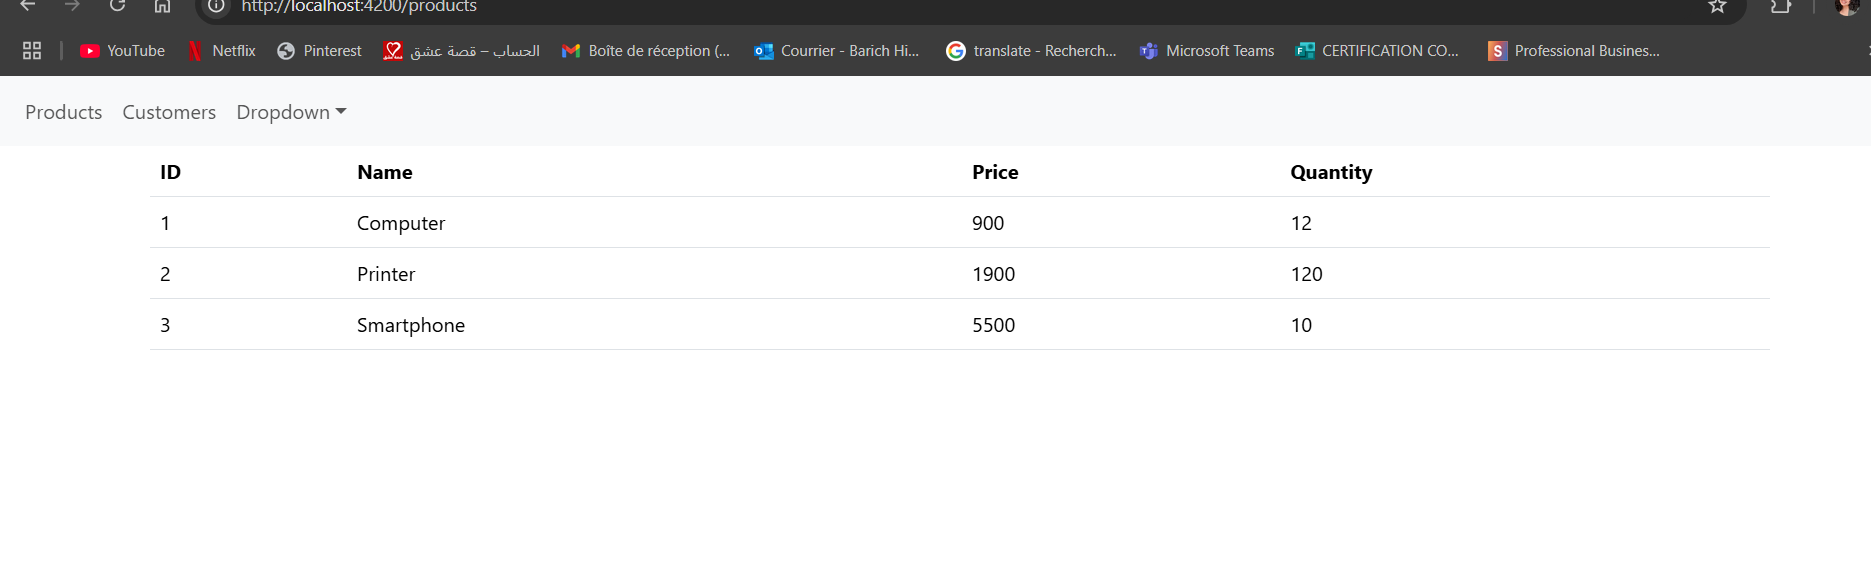 http://localhost:4200/products
YouTube Netflix Pinterest الحساب – قصة عشق Boîte de réception (... Courrier - Barich Hi... translate - Recherch... Microsoft Teams CERTIFICATION CO... Professional Busines...
Products Customers Dropdown
ID Name Price Quantity
1 Computer 900 12
2 Printer 1900 120
3 Smartphone 5500 10